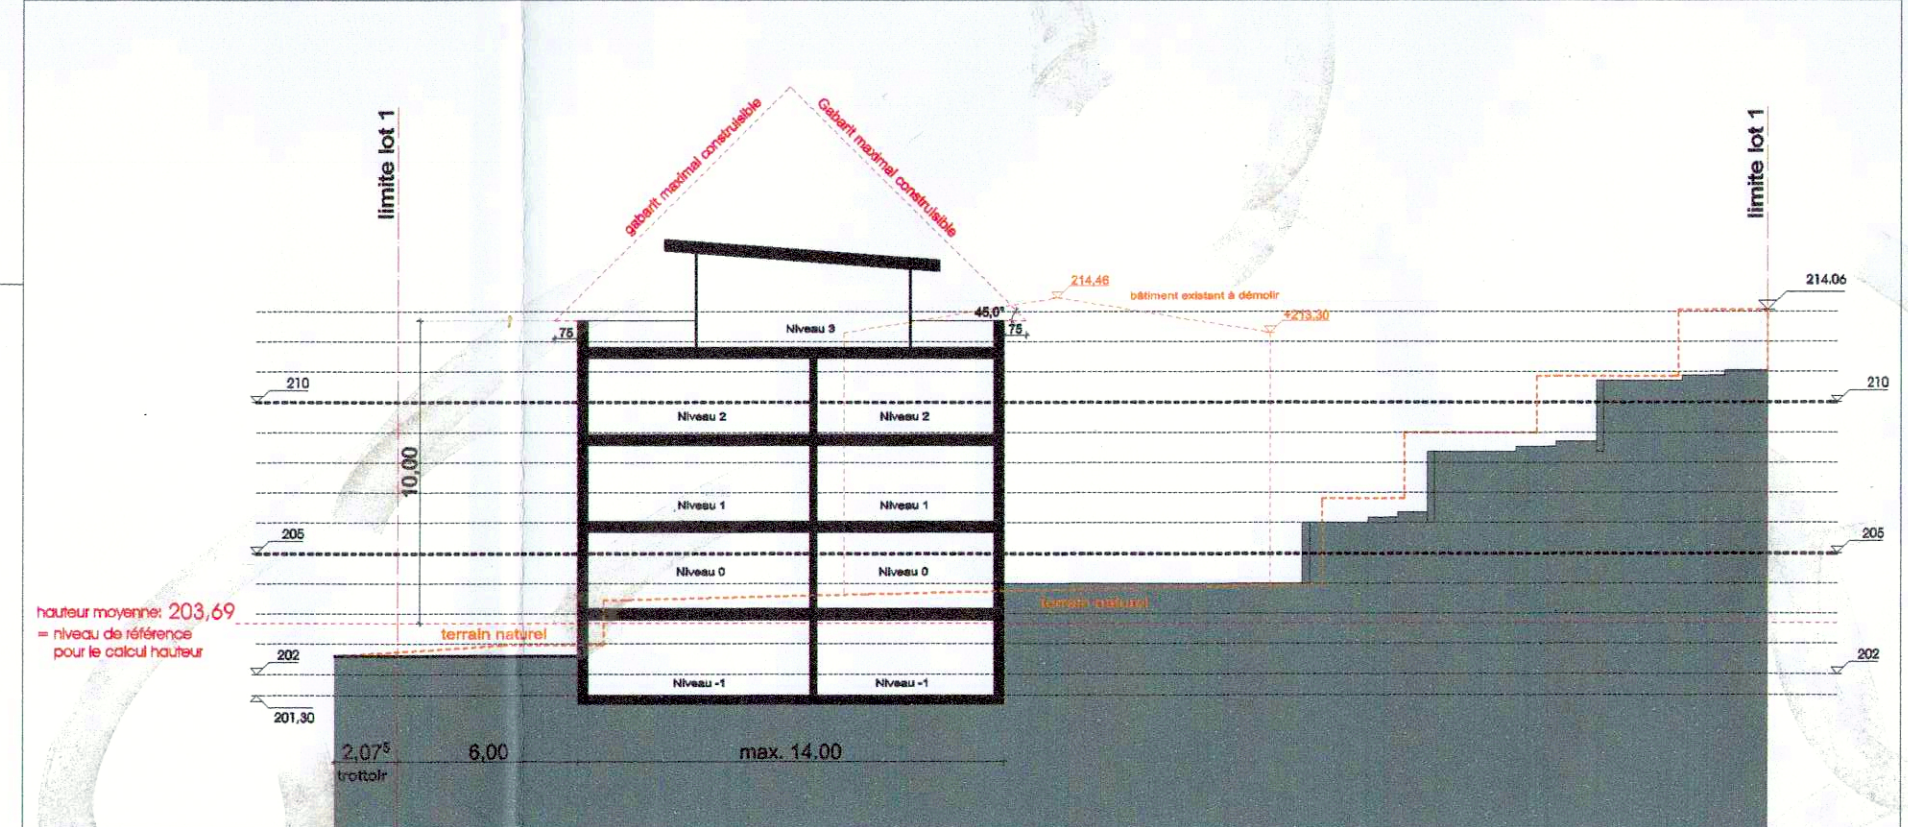 limite lot 1
limite lot 1
gabarit maximal construisible
Gabarit maximal construisible
214,46
bâtiment existant à démolir
214.06
+213.30
45,0°
75
75
Niveau 3
210
210
Niveau 2
Niveau 2
10,00
Niveau 1
Niveau 1
205
205
Niveau 0
Niveau 0
hauteur moyenne: 203,69
= niveau de référence
pour le calcul hauteur
terrain naturel
terrain naturel
202
202
Niveau -1
Niveau -1
201,30
2,07⁵
6,00
max. 14.00
trottoir